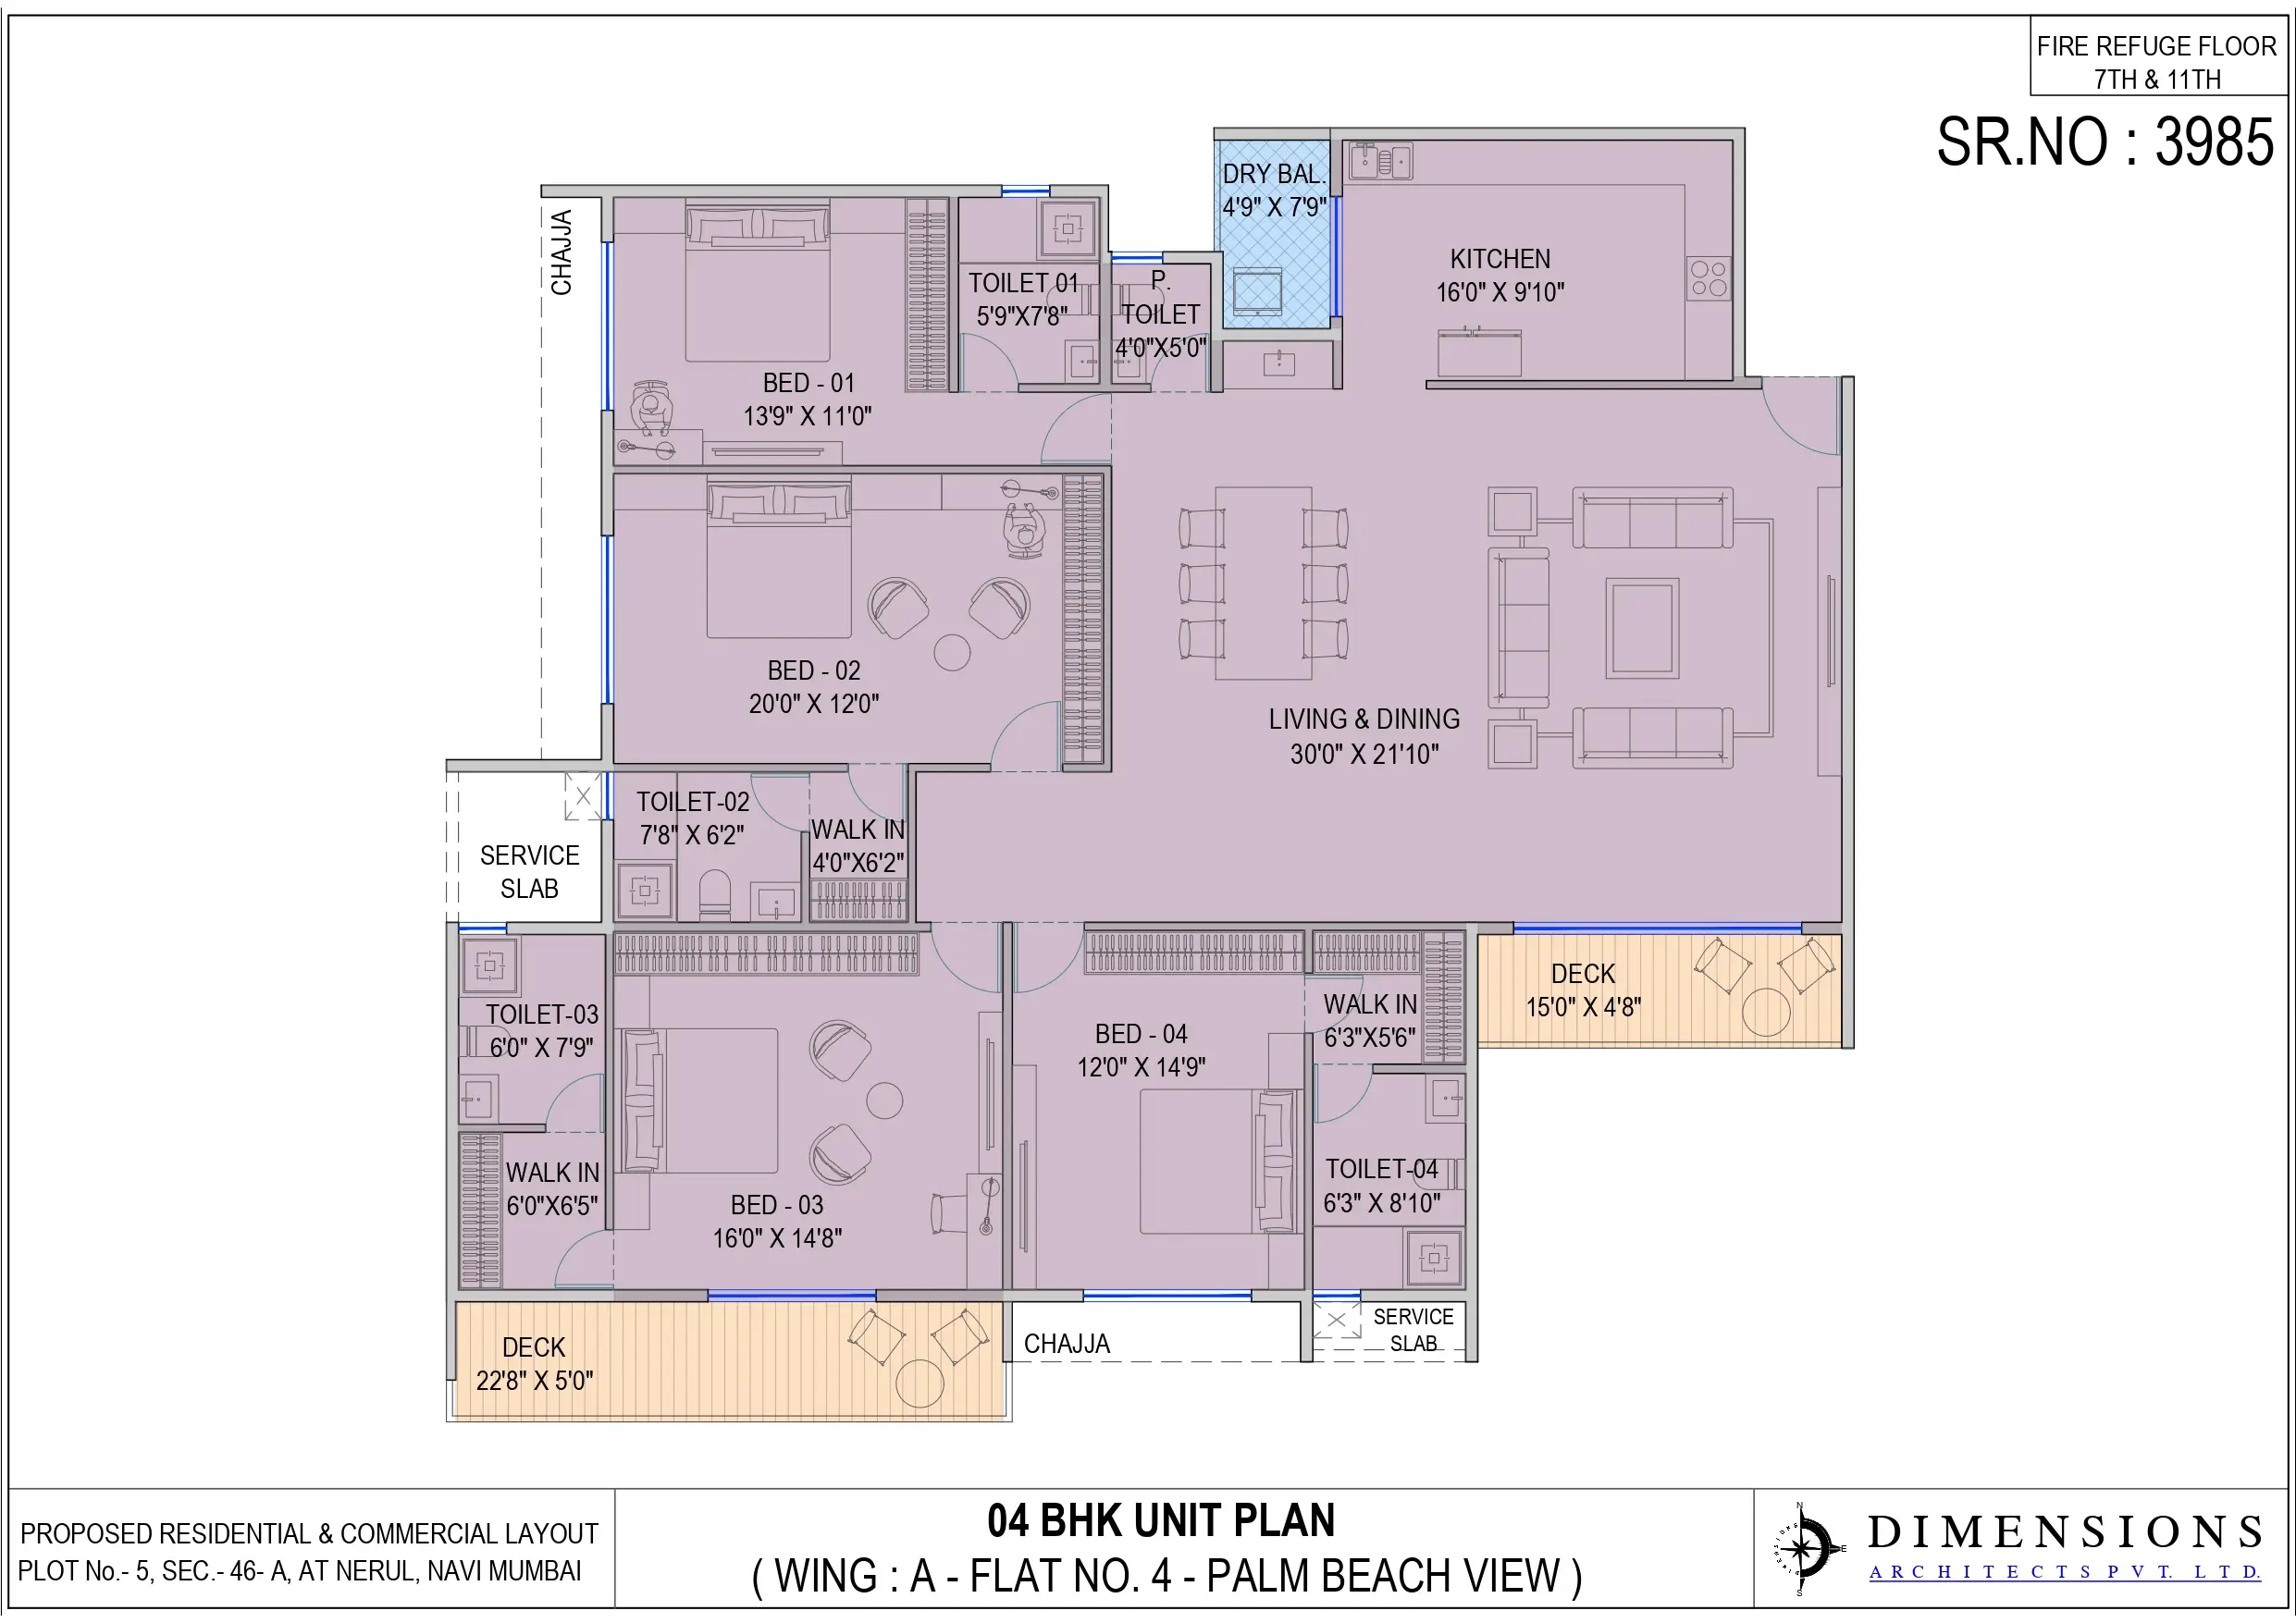 FIRE REFUGE FLOOR
7TH & 11TH
SR.NO : 3985
CHAJJA
DRY BAL.
4'9" X 7'9"
KITCHEN
16'0" X 9'10"
TOILET 01
5'9"X7'8"
P.
TOILET
4'0"X5'0"
BED - 01
13'9" X 11'0"
BED - 02
20'0" X 12'0"
LIVING & DINING
30'0" X 21'10"
TOILET-02
7'8" X 6'2"
WALK IN
4'0"X6'2"
SERVICE
SLAB
TOILET-03
6'0" X 7'9"
BED - 04
12'0" X 14'9"
WALK IN
6'3"X5'6"
DECK
15'0" X 4'8"
WALK IN
6'0"X6'5"
BED - 03
16'0" X 14'8"
TOILET-04
6'3" X 8'10"
DECK
22'8" X 5'0"
CHAJJA
SERVICE
SLAB
PROPOSED RESIDENTIAL & COMMERCIAL LAYOUT
PLOT No.- 5, SEC.- 46- A, AT NERUL, NAVI MUMBAI
04 BHK UNIT PLAN
( WING : A - FLAT NO. 4 - PALM BEACH VIEW )
N
E
S
DIMENSIONS
ARCHITECTS PVT. LTD.